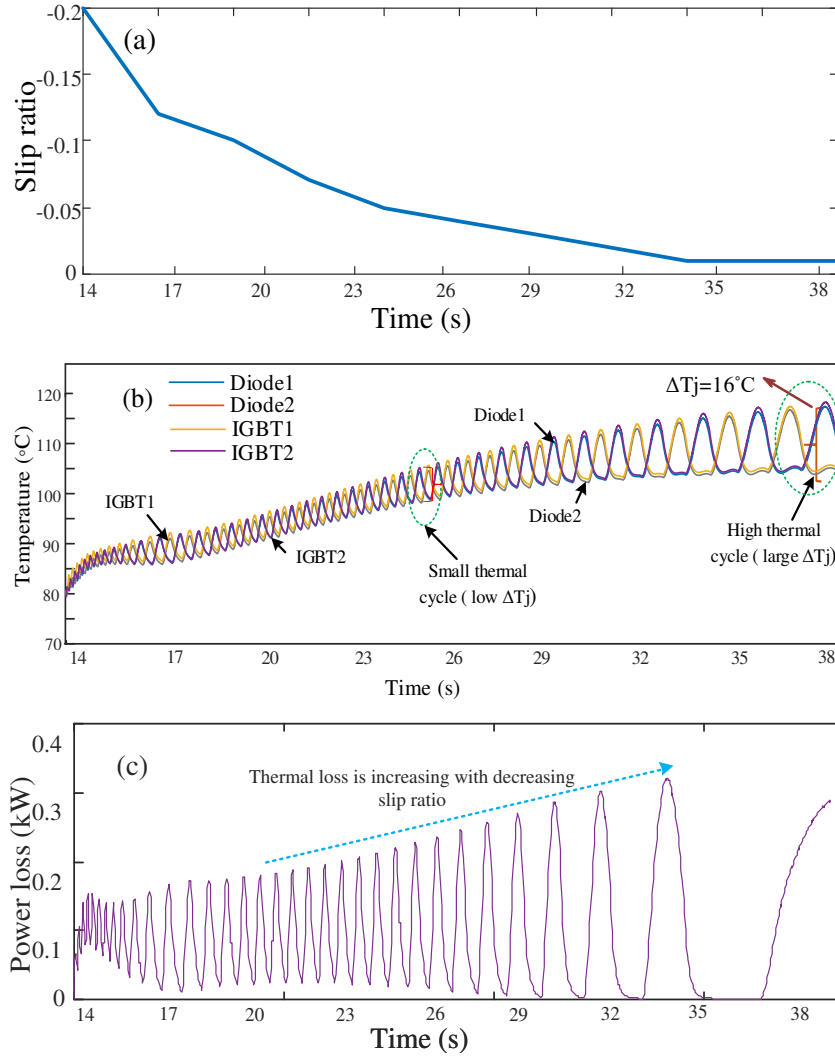 -0.2
(a)
-0.15
-0.1
-0.05
0
Slip ratio
14 17 20 23 26 29 32 35 38
Time (s)
(b)
Diode1
Diode2
IGBT1
IGBT2
120
110
100
90
80
70
Temperature (◦C)
ΔTj=16°C
Diode1
Diode2
IGBT1
IGBT2
Small thermal
cycle ( low ΔTj)
High thermal
cycle ( large ΔTj)
14 17 20 23 26 29 32 35 38
Time (s)
(c)
Thermal loss is increasing with decreasing
slip ratio
0.4
0.3
0.2
0.1
0
Power loss (kW)
14 17 20 23 26 29 32 35 38
Time (s)